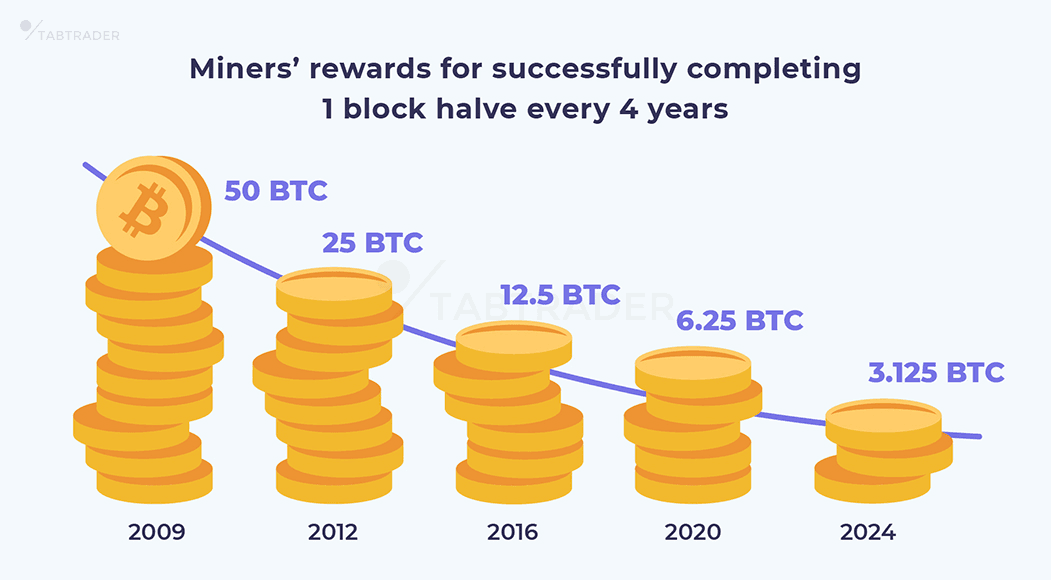 TABTRADER
Miners’ rewards for successfully completing
1 block halve every 4 years
50 BTC
25 BTC
12.5 BTC
TABTRADER
6.25 BTC
3.125 BTC
2009
2012
2016
2020
2024